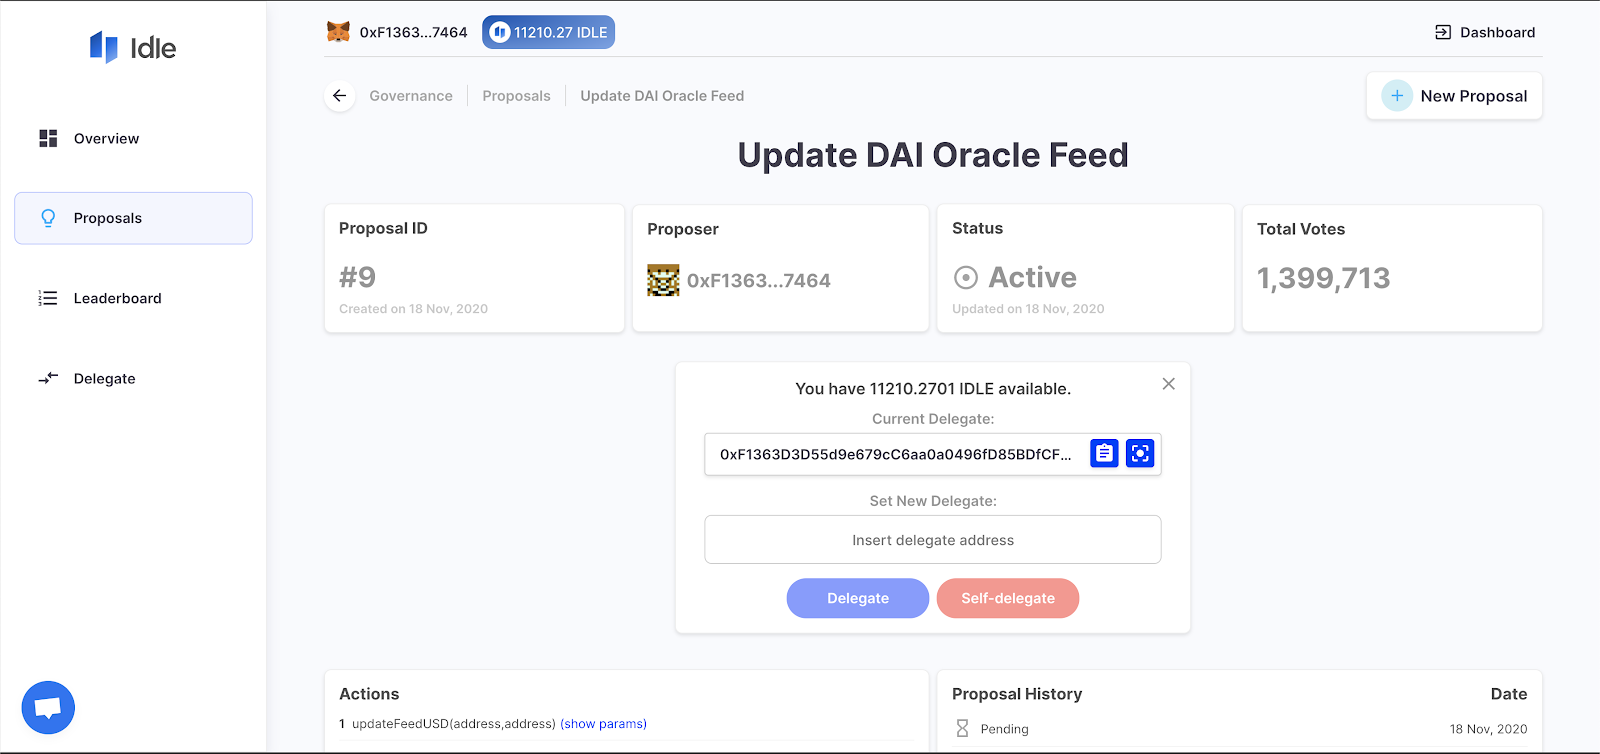 Idle
0xF1363...7464
11210.27 IDLE
Dashboard
Governance
Proposals
Update DAI Oracle Feed
New Proposal
Overview
Proposals
Leaderboard
Delegate
Update DAI Oracle Feed
Proposal ID
#9
Created on 18 Nov, 2020
Proposer
0xF1363...7464
Status
Active
Updated on 18 Nov, 2020
Total Votes
1,399,713
You have 11210.2701 IDLE available.
Current Delegate:
0xF1363D3D55d9e679cC6aa0a0496fD85BDfCF...
Set New Delegate:
Insert delegate address
Delegate
Self-delegate
Actions
1 updateFeedUSD(address,address) (show params)
Proposal History
Date
Pending
18 Nov, 2020